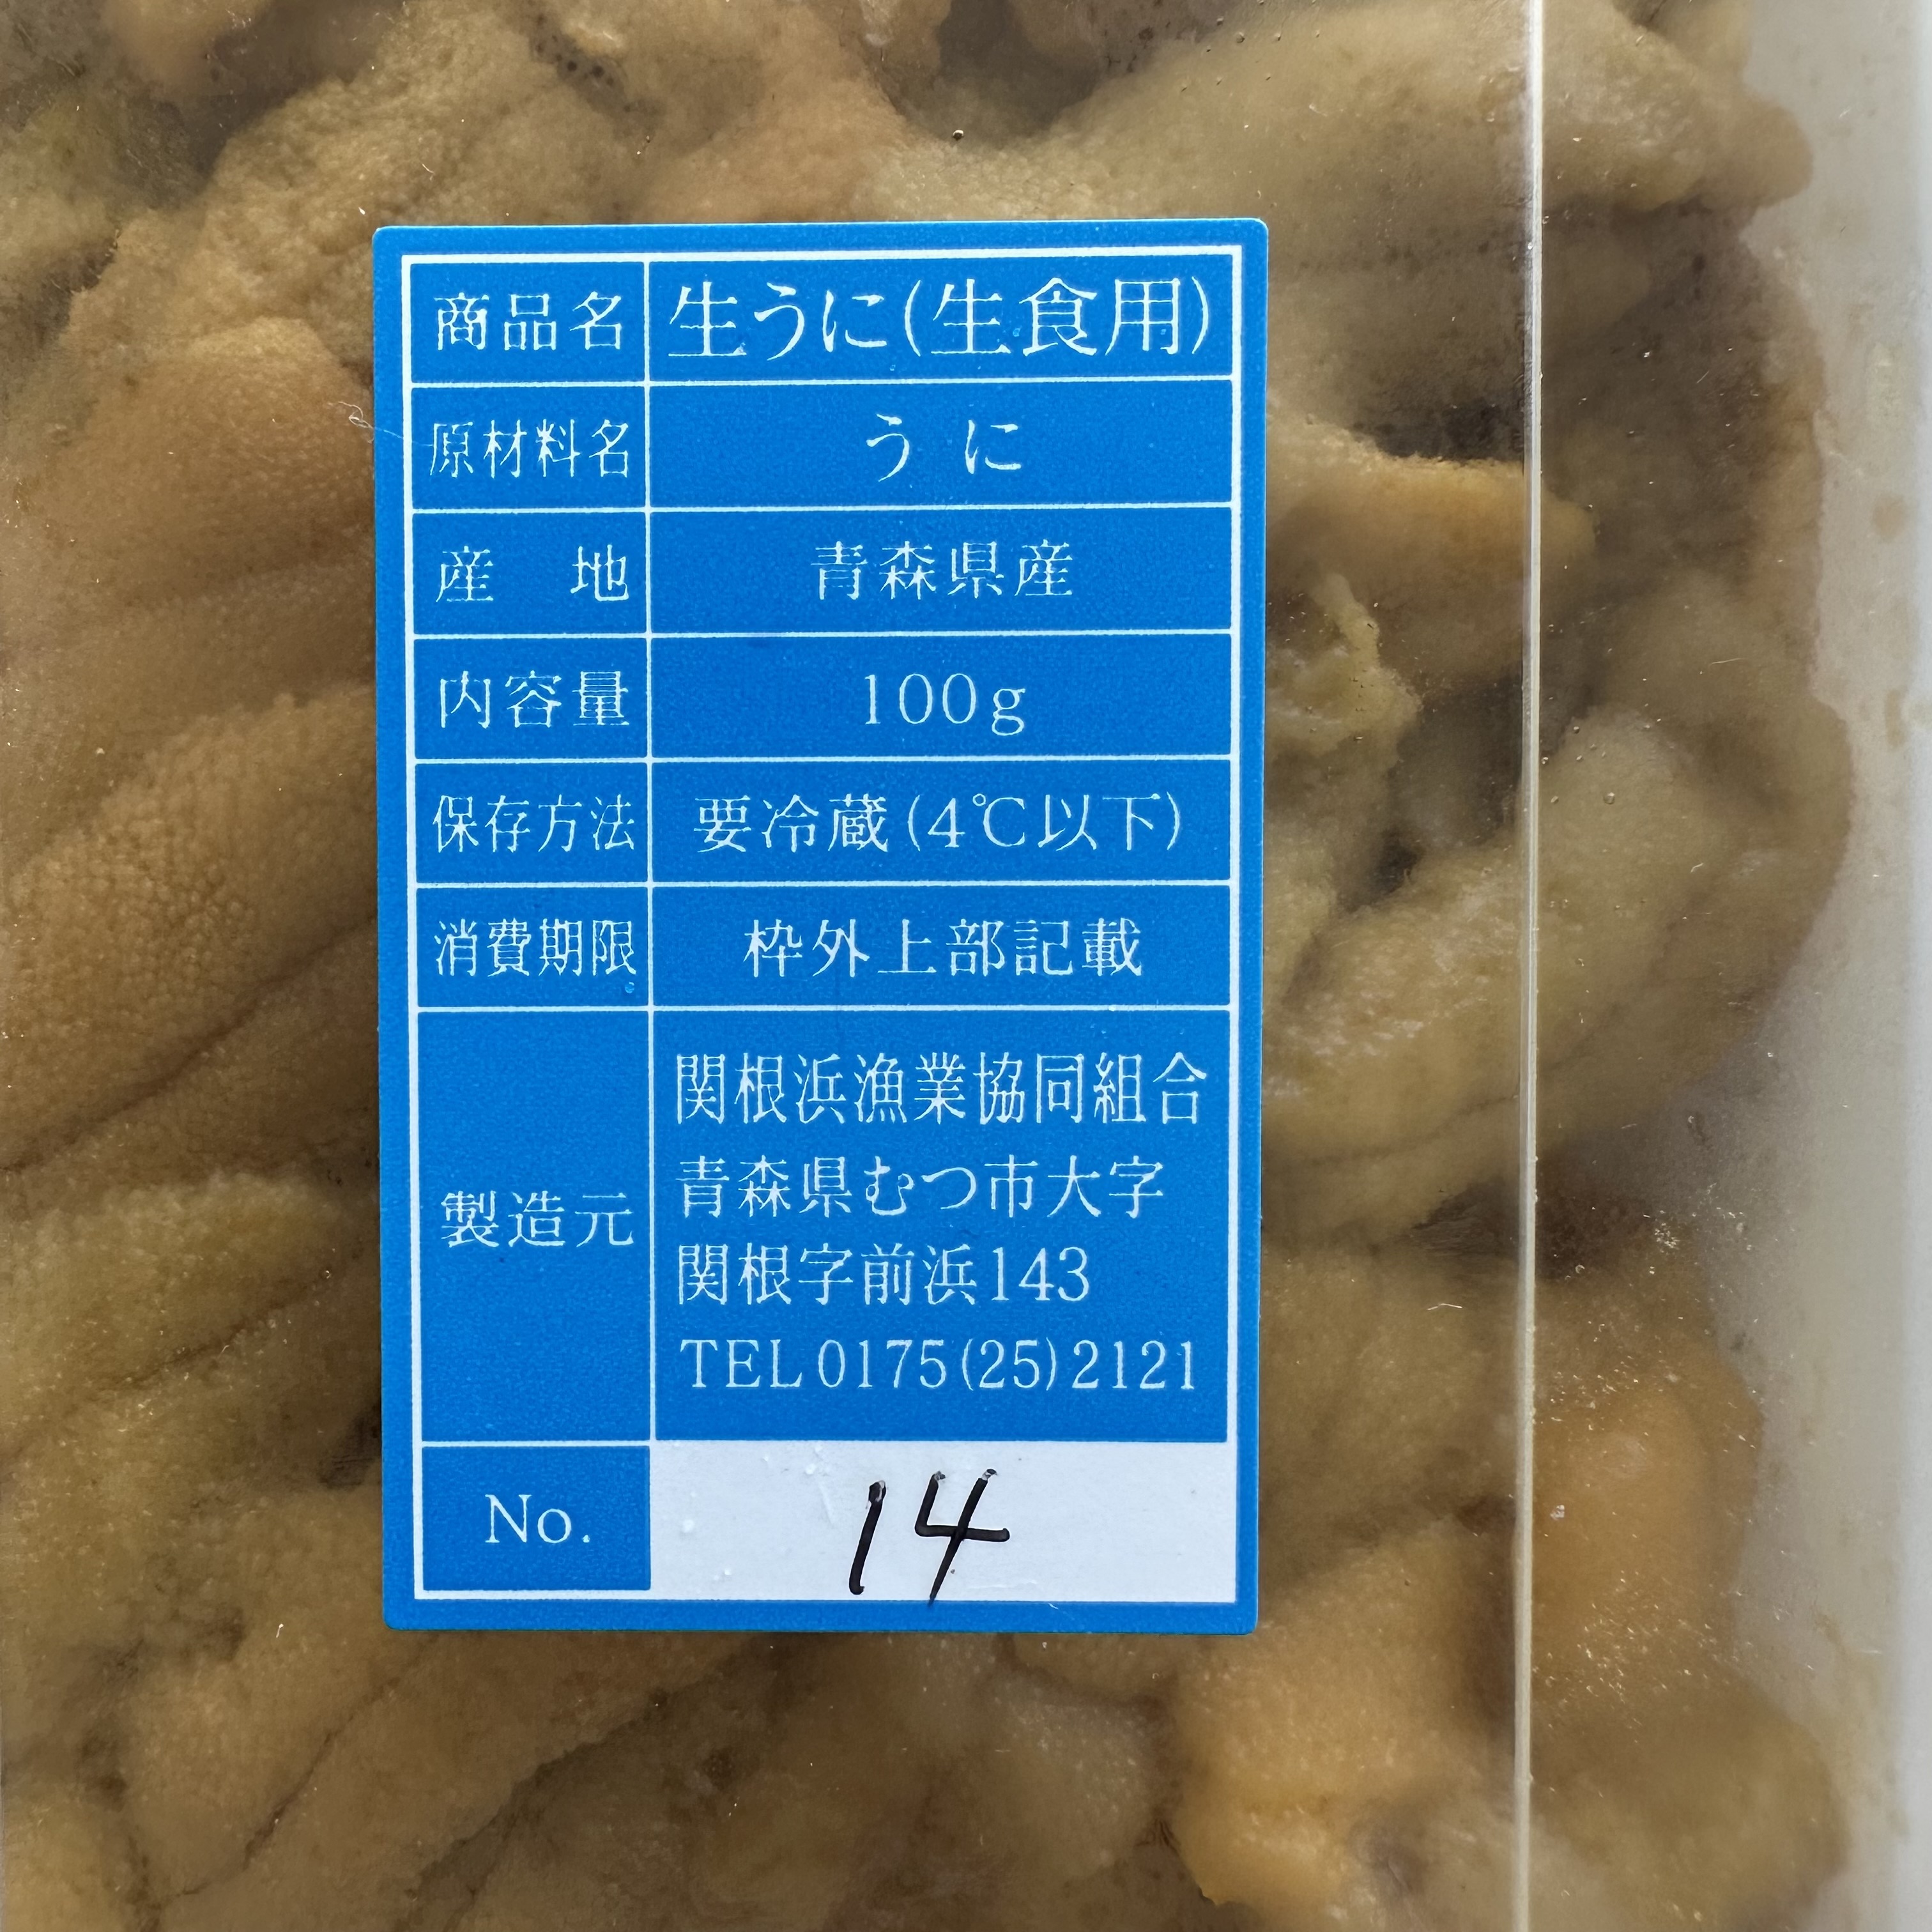 商品名 生うに(生食用)
原材料名 うに
産地 青森県産
内容量 100g
保存方法 要冷蔵(4℃以下)
消費期限 枠外上部記載
製造元 関根浜漁業協同組合
青森県むつ市大字
関根字前浜143
TEL0175(25)2121
No. 14